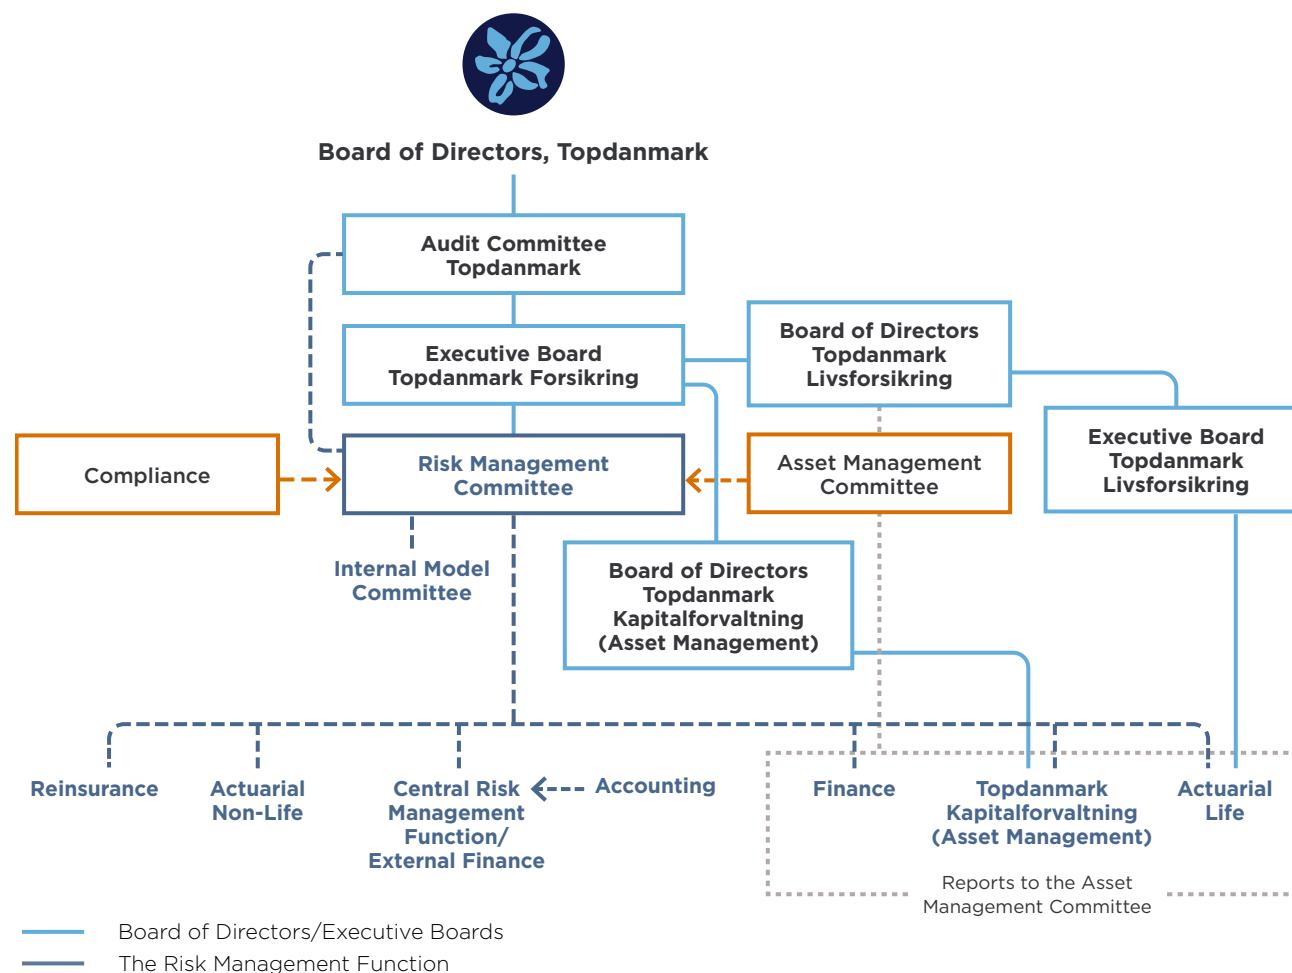 Board of Directors, Topdanmark
Audit Committee
Topdanmark
Executive Board
Topdanmark Forsikring
Board of Directors
Topdanmark
Livsforsikring
Executive Board
Topdanmark
Livsforsikring
Compliance
Risk Management
Committee
Asset Management
Committee
Internal Model
Committee
Board of Directors
Topdanmark
Kapitalforvaltning
(Asset Management)
Reinsurance
Actuarial
Non-Life
Central Risk
Management
Function/
External Finance
Accounting
Finance
Topdanmark
Kapitalforvaltning
(Asset Management)
Actuarial
Life
Reports to the Asset
Management Committee
Board of Directors/Executive Boards
The Risk Management Function